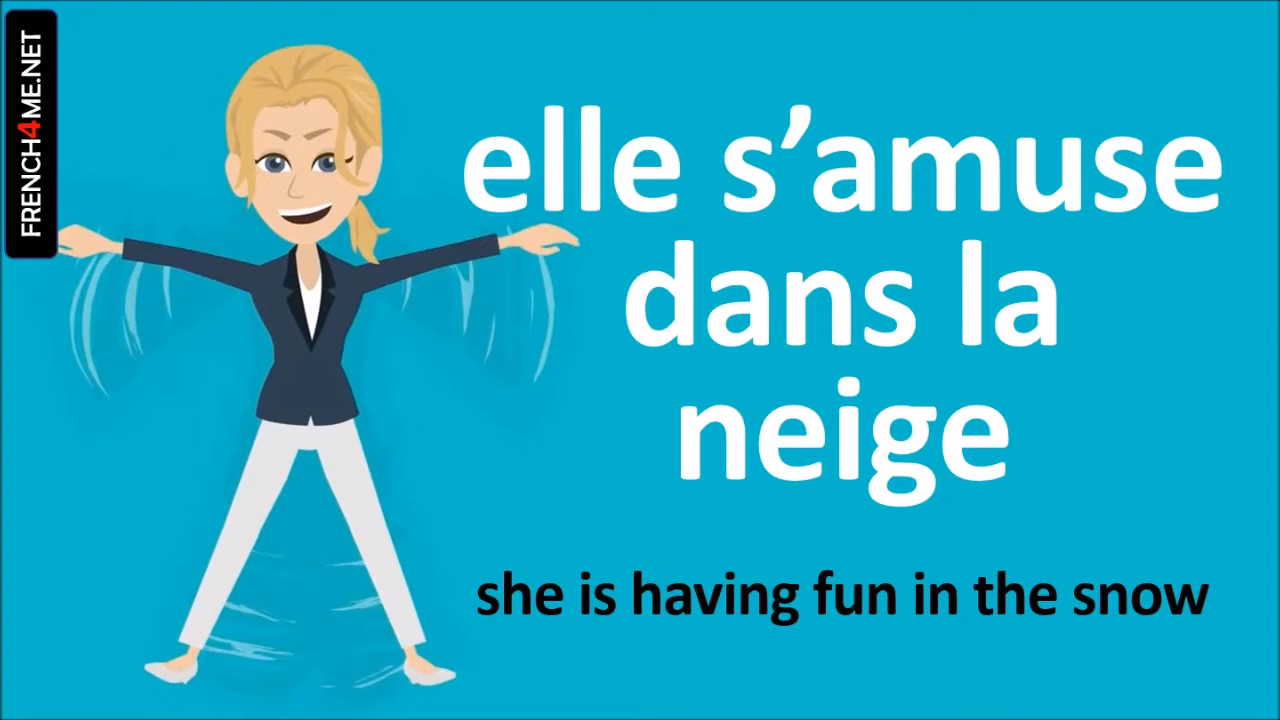 FRENCH4ME.NET
elle s’amuse
dans la
neige
she is having fun in the snow